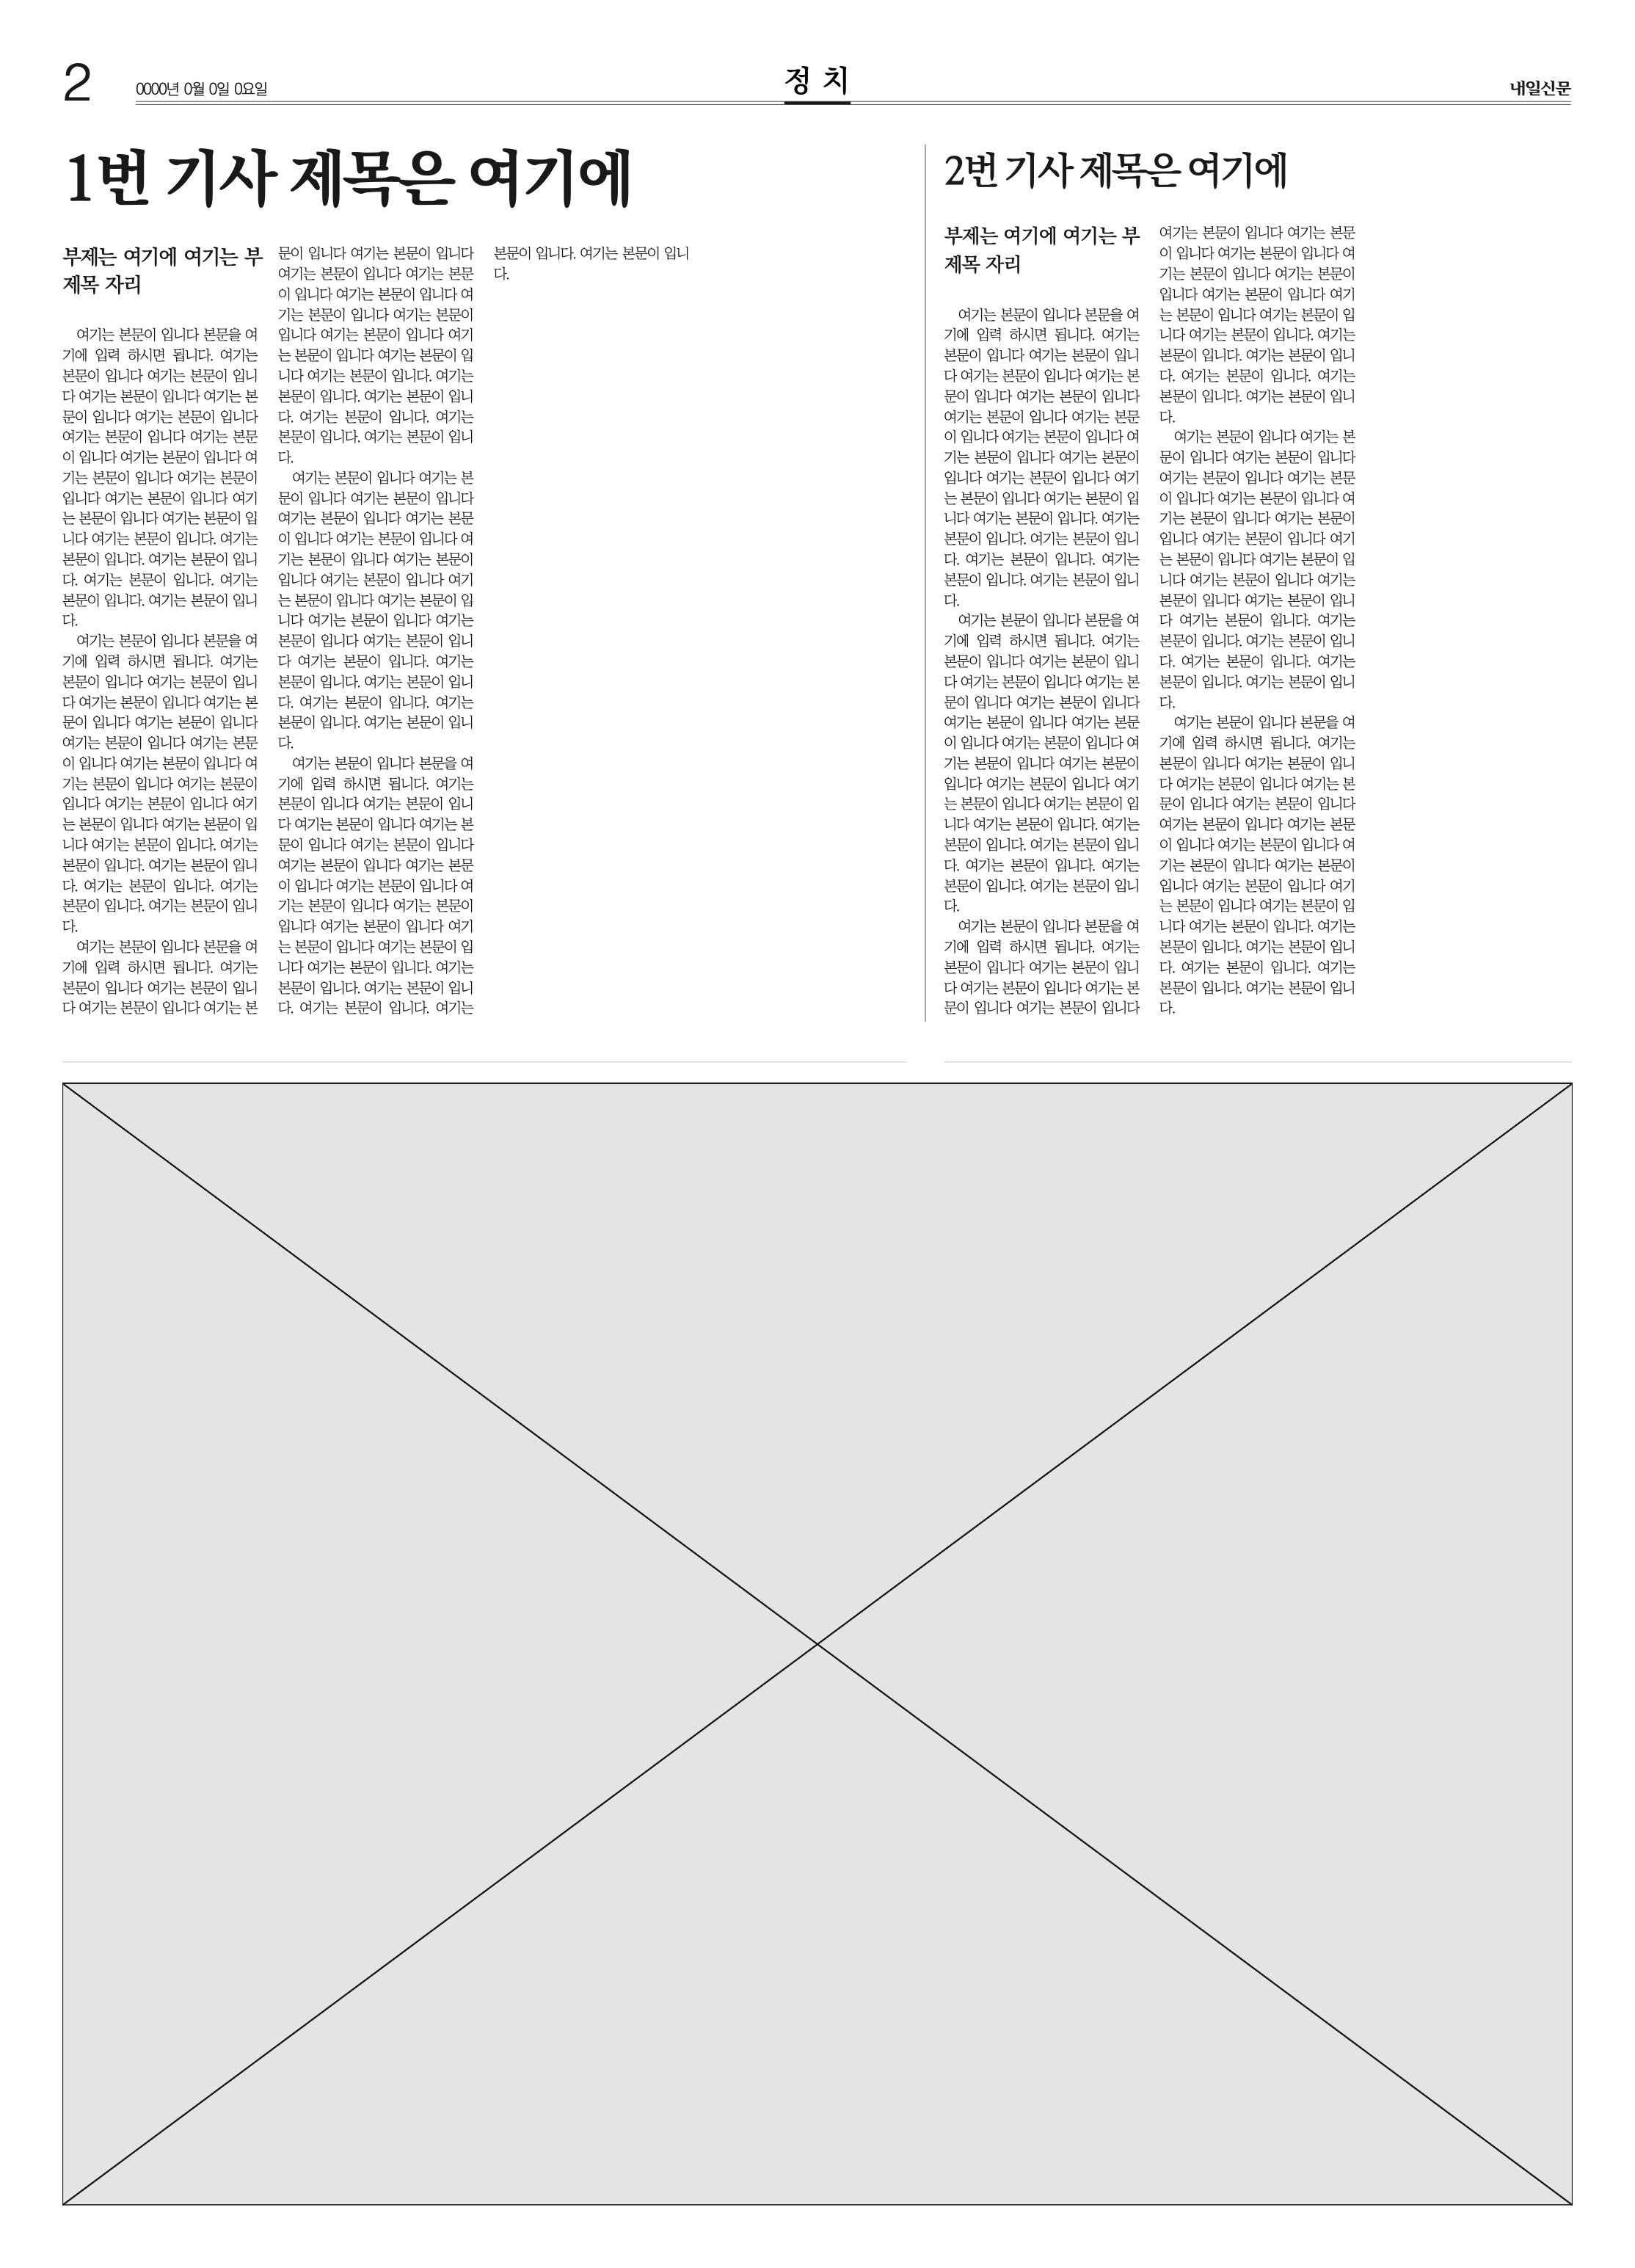 2
0000년 0월 0일 0요일
정 치
내일신문
1번 기사 제목은 여기에
부제는 여기에 여기는 부
제목 자리
여기는 본문이 입니다 본문을 여
기에 입력 하시면 됩니다. 여기는
본문이 입니다 여기는 본문이 입니
다 여기는 본문이 입니다 여기는 본
문이 입니다 여기는 본문이 입니다
여기는 본문이 입니다 여기는 본문
이 입니다 여기는 본문이 입니다 여
기는 본문이 입니다 여기는 본문이
입니다 여기는 본문이 입니다 여기
는 본문이 입니다 여기는 본문이 입
니다 여기는 본문이 입니다. 여기는
본문이 입니다. 여기는 본문이 입니
다. 여기는 본문이 입니다. 여기는
본문이 입니다. 여기는 본문이 입니
다.
여기는 본문이 입니다 본문을 여
기에 입력 하시면 됩니다. 여기는
본문이 입니다 여기는 본문이 입니
다 여기는 본문이 입니다 여기는 본
문이 입니다 여기는 본문이 입니다
여기는 본문이 입니다 여기는 본문
이 입니다 여기는 본문이 입니다 여
기는 본문이 입니다 여기는 본문이
입니다 여기는 본문이 입니다 여기
는 본문이 입니다 여기는 본문이 입
니다 여기는 본문이 입니다. 여기는
본문이 입니다. 여기는 본문이 입니
다. 여기는 본문이 입니다. 여기는
본문이 입니다. 여기는 본문이 입니
다.
여기는 본문이 입니다 본문을 여
기에 입력 하시면 됩니다. 여기는
본문이 입니다 여기는 본문이 입니
다 여기는 본문이 입니다 여기는 본
문이 입니다 여기는 본문이 입니다
여기는 본문이 입니다 여기는 본문
이 입니다 여기는 본문이 입니다 여
기는 본문이 입니다 여기는 본문이
입니다 여기는 본문이 입니다 여기
는 본문이 입니다 여기는 본문이 입
니다 여기는 본문이 입니다. 여기는
본문이 입니다. 여기는 본문이 입니
다. 여기는 본문이 입니다. 여기는
본문이 입니다. 여기는 본문이 입니
다.
여기는 본문이 입니다 여기는 본
문이 입니다 여기는 본문이 입니다
여기는 본문이 입니다 여기는 본문
이 입니다 여기는 본문이 입니다 여
기는 본문이 입니다 여기는 본문이
입니다 여기는 본문이 입니다 여기
는 본문이 입니다 여기는 본문이 입
니다 여기는 본문이 입니다 여기는
본문이 입니다 여기는 본문이 입니
다 여기는 본문이 입니다. 여기는
본문이 입니다. 여기는 본문이 입니
다. 여기는 본문이 입니다. 여기는
본문이 입니다. 여기는 본문이 입니
다.
여기는 본문이 입니다 본문을 여
기에 입력 하시면 됩니다. 여기는
본문이 입니다 여기는 본문이 입니
다 여기는 본문이 입니다 여기는 본
문이 입니다 여기는 본문이 입니다
여기는 본문이 입니다 여기는 본문
이 입니다 여기는 본문이 입니다 여
기는 본문이 입니다 여기는 본문이
입니다 여기는 본문이 입니다 여기
는 본문이 입니다 여기는 본문이 입
니다 여기는 본문이 입니다. 여기는
본문이 입니다. 여기는 본문이 입니
다. 여기는 본문이 입니다. 여기는
본문이 입니다. 여기는 본문이 입니
다.
2번 기사 제목은 여기에
부제는 여기에 여기는 부
제목 자리
여기는 본문이 입니다 본문을 여
기에 입력 하시면 됩니다. 여기는
본문이 입니다 여기는 본문이 입니
다 여기는 본문이 입니다 여기는 본
문이 입니다 여기는 본문이 입니다
여기는 본문이 입니다 여기는 본문
이 입니다 여기는 본문이 입니다 여
기는 본문이 입니다 여기는 본문이
입니다 여기는 본문이 입니다 여기
는 본문이 입니다 여기는 본문이 입
니다 여기는 본문이 입니다. 여기는
본문이 입니다. 여기는 본문이 입니
다. 여기는 본문이 입니다. 여기는
본문이 입니다. 여기는 본문이 입니
다.
여기는 본문이 입니다 본문을 여
기에 입력 하시면 됩니다. 여기는
본문이 입니다 여기는 본문이 입니
다 여기는 본문이 입니다 여기는 본
문이 입니다 여기는 본문이 입니다
여기는 본문이 입니다 여기는 본문
이 입니다 여기는 본문이 입니다 여
기는 본문이 입니다 여기는 본문이
입니다 여기는 본문이 입니다 여기
는 본문이 입니다 여기는 본문이 입
니다 여기는 본문이 입니다. 여기는
본문이 입니다. 여기는 본문이 입니
다. 여기는 본문이 입니다. 여기는
본문이 입니다. 여기는 본문이 입니
다.
여기는 본문이 입니다 본문을 여
기에 입력 하시면 됩니다. 여기는
본문이 입니다 여기는 본문이 입니
다 여기는 본문이 입니다 여기는 본
문이 입니다 여기는 본문이 입니다
여기는 본문이 입니다 여기는 본문
이 입니다 여기는 본문이 입니다 여
기는 본문이 입니다 여기는 본문이
입니다 여기는 본문이 입니다 여기
는 본문이 입니다 여기는 본문이 입
니다 여기는 본문이 입니다. 여기는
본문이 입니다. 여기는 본문이 입니
다. 여기는 본문이 입니다. 여기는
본문이 입니다. 여기는 본문이 입니
다.
여기는 본문이 입니다 여기는 본
문이 입니다 여기는 본문이 입니다
여기는 본문이 입니다 여기는 본문
이 입니다 여기는 본문이 입니다 여
기는 본문이 입니다 여기는 본문이
입니다 여기는 본문이 입니다 여기
는 본문이 입니다 여기는 본문이 입
니다 여기는 본문이 입니다 여기는
본문이 입니다 여기는 본문이 입니
다 여기는 본문이 입니다. 여기는
본문이 입니다. 여기는 본문이 입니
다. 여기는 본문이 입니다. 여기는
본문이 입니다. 여기는 본문이 입니
다.
여기는 본문이 입니다 본문을 여
기에 입력 하시면 됩니다. 여기는
본문이 입니다 여기는 본문이 입니
다 여기는 본문이 입니다 여기는 본
문이 입니다 여기는 본문이 입니다
여기는 본문이 입니다 여기는 본문
이 입니다 여기는 본문이 입니다 여
기는 본문이 입니다 여기는 본문이
입니다 여기는 본문이 입니다 여기
는 본문이 입니다 여기는 본문이 입
니다 여기는 본문이 입니다. 여기는
본문이 입니다. 여기는 본문이 입니
다. 여기는 본문이 입니다. 여기는
본문이 입니다. 여기는 본문이 입니
다.